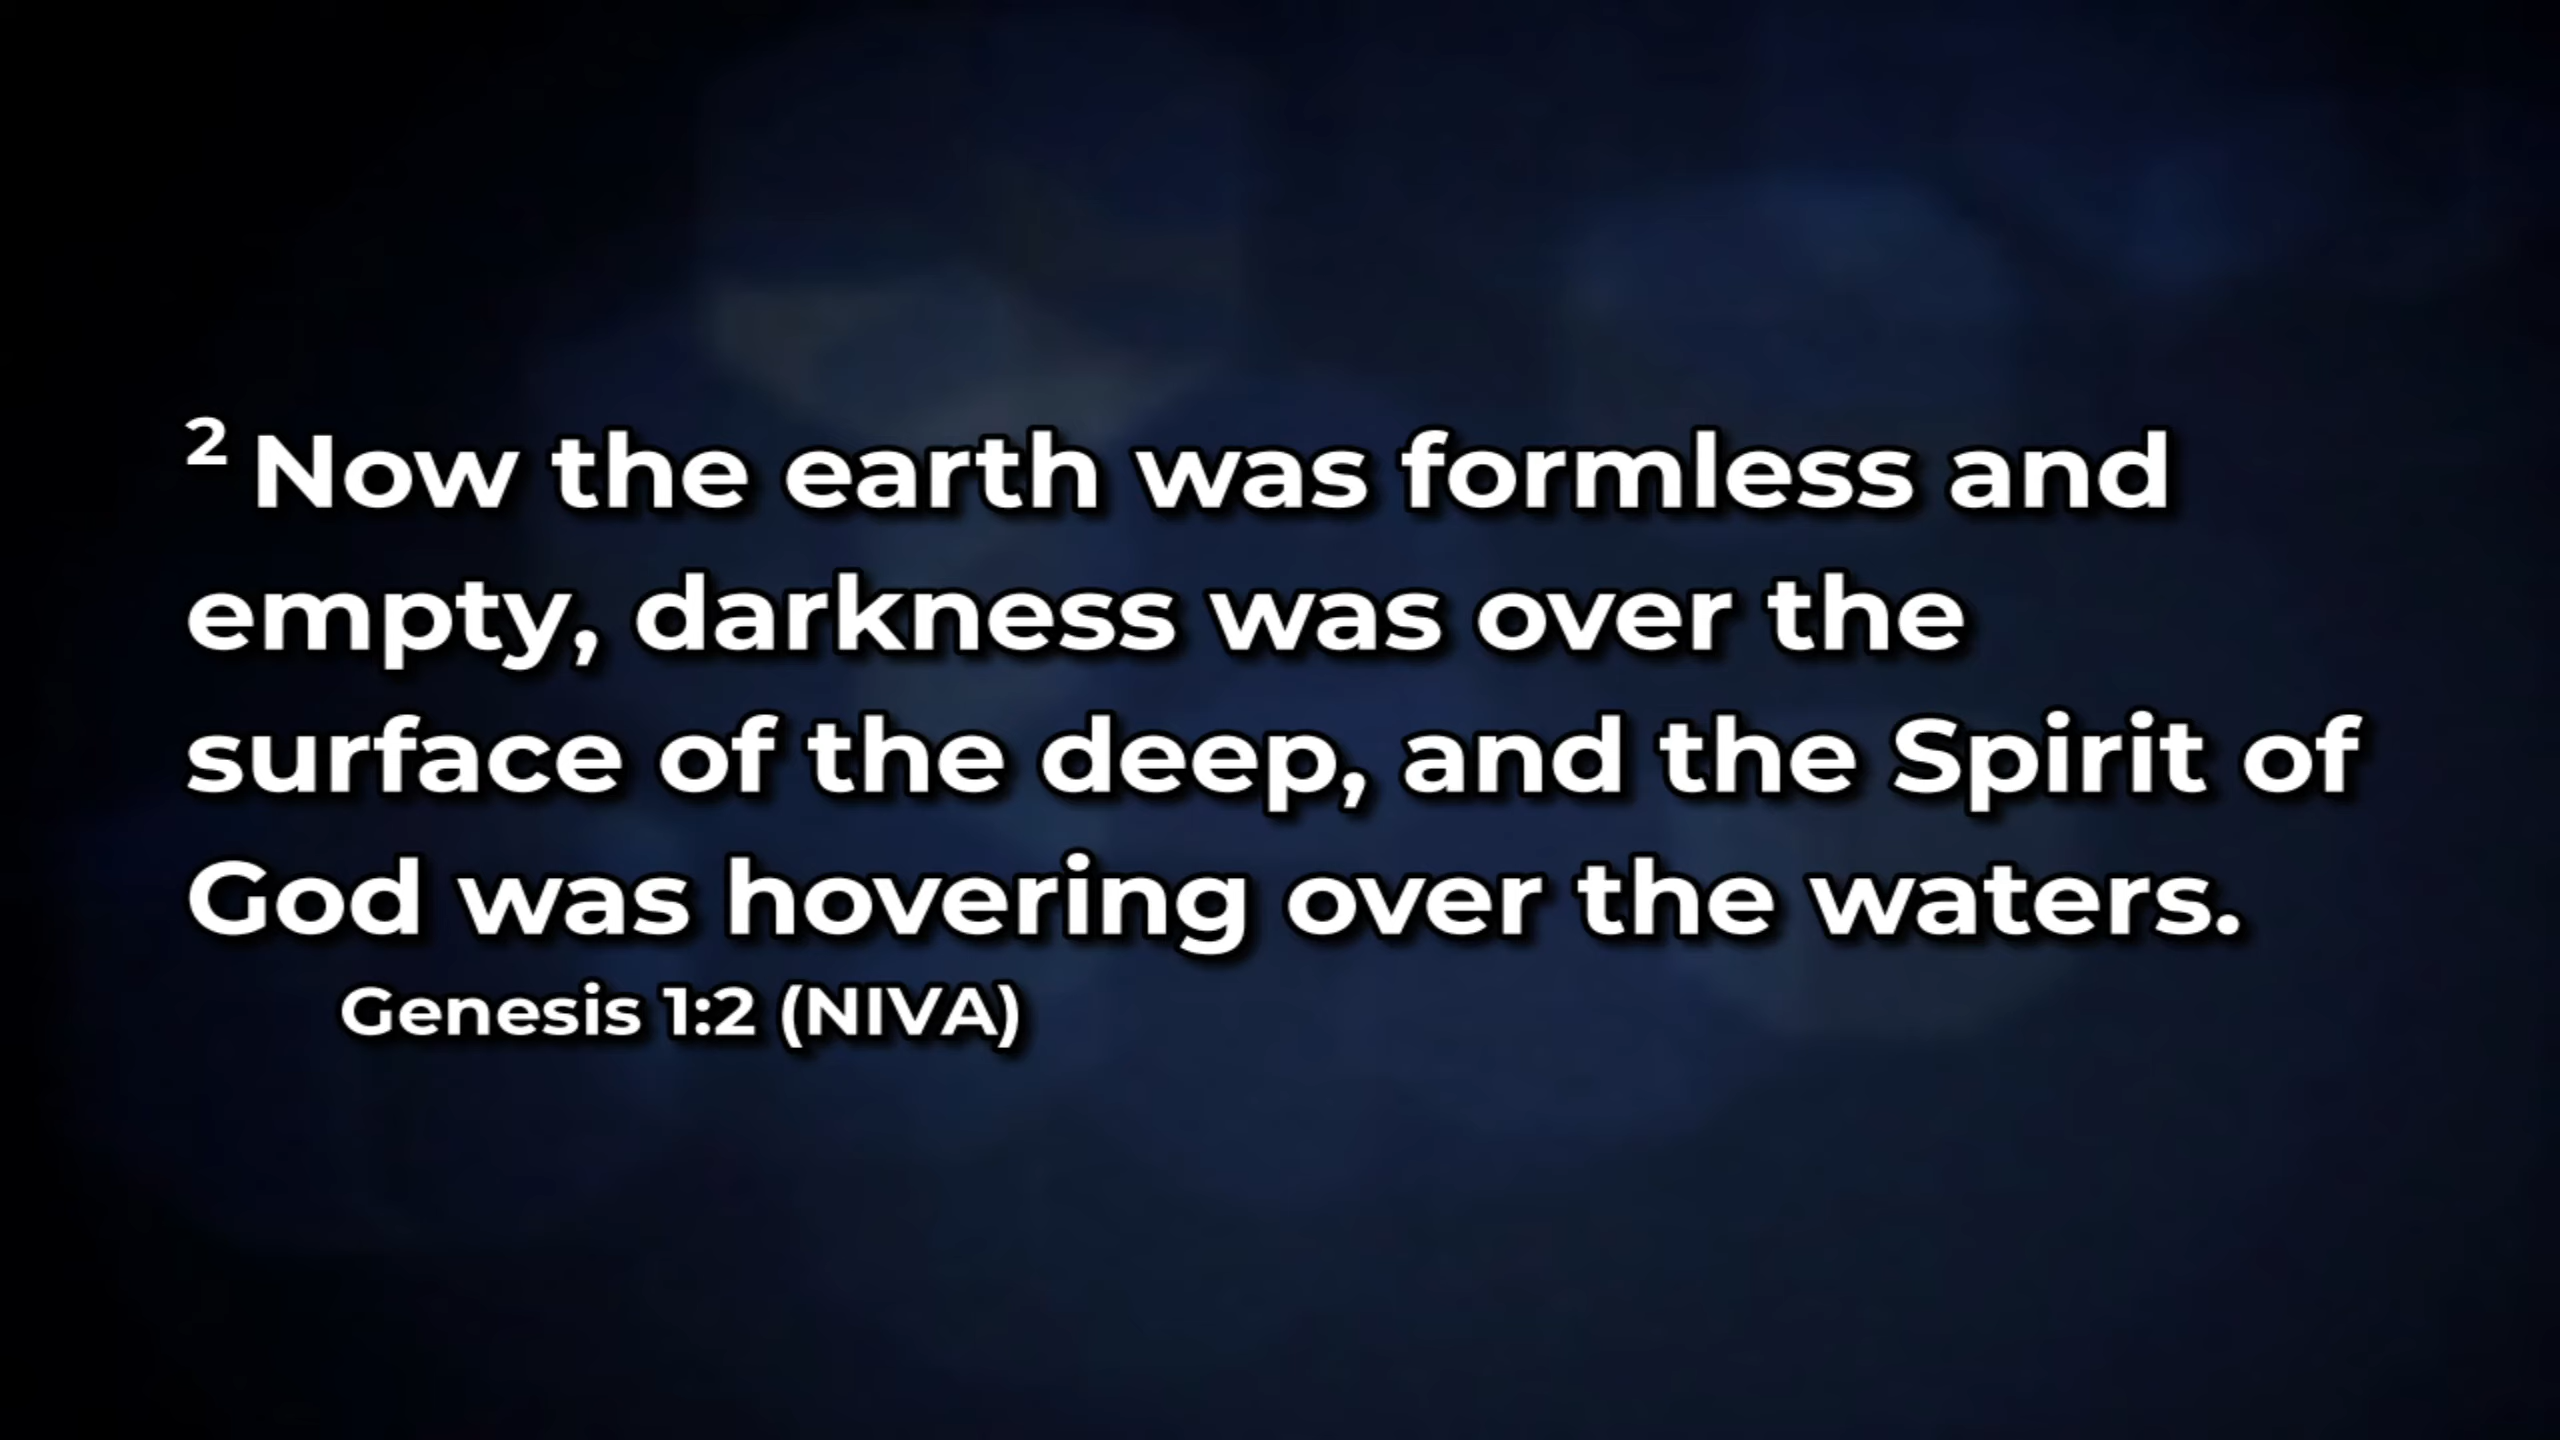 2 Now the earth was formless and
empty, darkness was over the
surface of the deep, and the Spirit of
God was hovering over the waters.
Genesis 1:2 (NIVA)